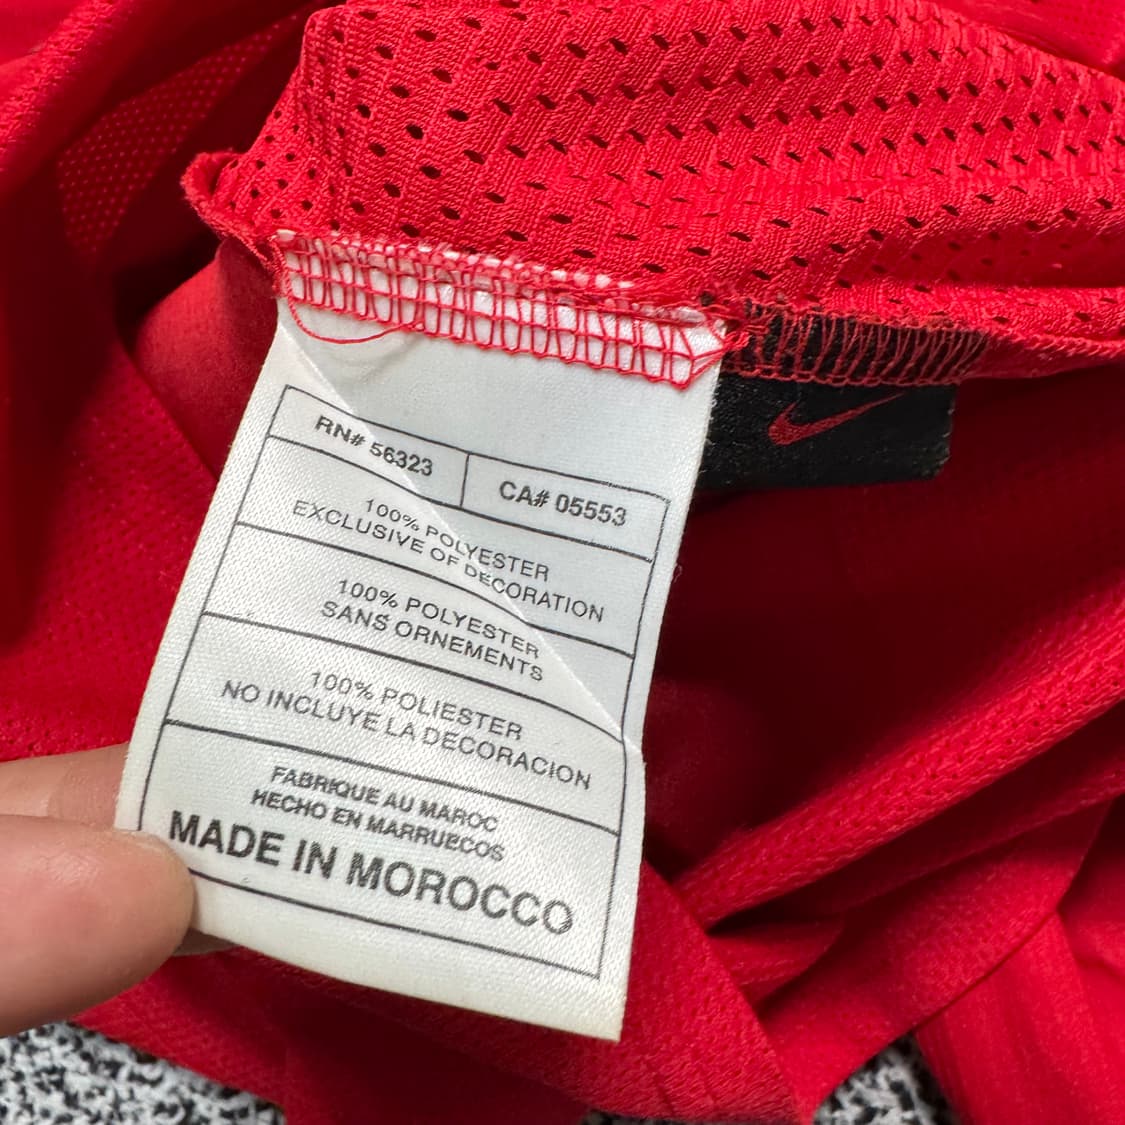 RN# 56323
CA# 05553
100% POLYESTER
EXCLUSIVE OF DECORATION
100% POLYESTER
SANS ORNEMENTS
100% POLIESTER
NO INCLUYE LA DECORACION
FABRIQUE AU MAROC
HECHO EN MARRUECOS
MADE IN MOROCCO